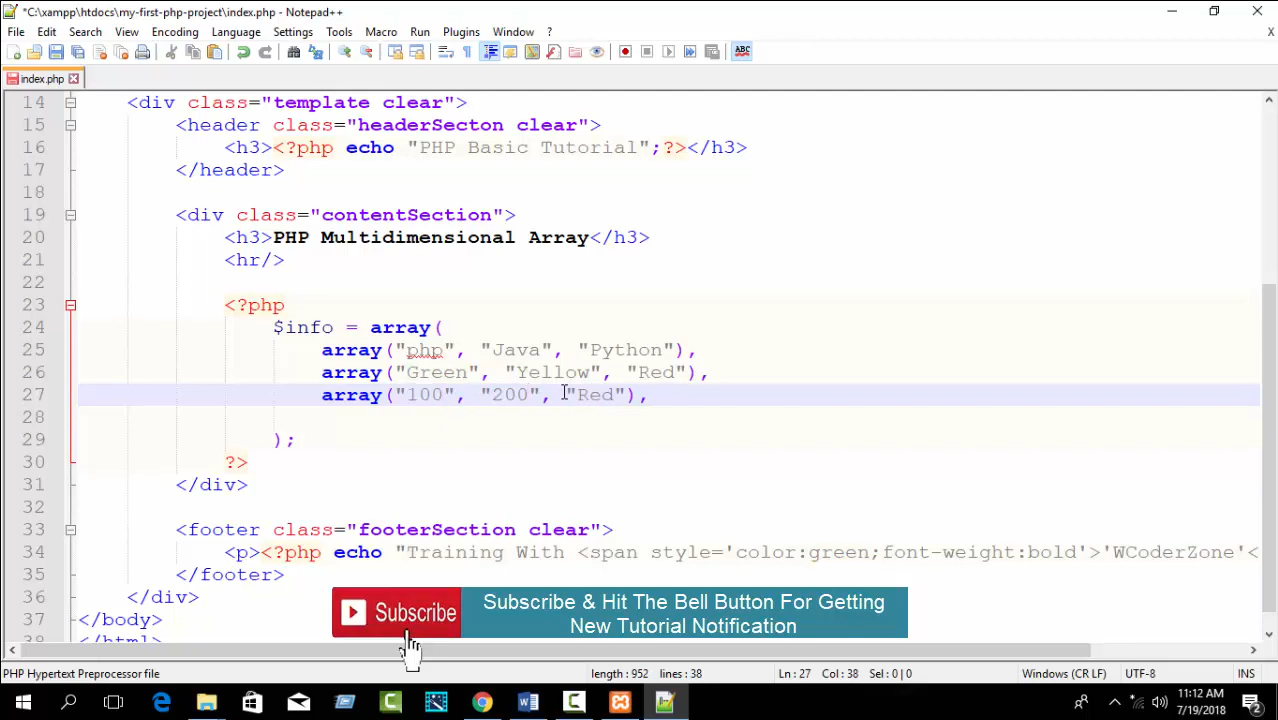 *C:\xampp\htdocs\my-first-php-project\index.php - Notepad++
File Edit Search View Encoding Language Settings Tools Macro Run Plugins Window ? X
ABC
index.php
14 <div class="template clear">
15 <header class="headerSecton clear">
16 <h3><?php echo "PHP Basic Tutorial";?></h3>
17 </header>
18
19 <div class="contentSection">
20 <h3>PHP Multidimensional Array</h3>
21 <hr/>
22
23 <?php
24 $info = array(
25 array("php", "Java", "Python"),
26 array("Green", "Yellow", "Red"),
27 array("100", "200", "Red"),
28
29 );
30 ?>
31 </div>
32
33 <footer class="footerSection clear">
34 <p><?php echo "Training With <span style='color:green;font-weight:bold'>'WCoderZone'<
35 </footer>
36 </div>
37 </body>
38 </html>
Subscribe
Subscribe & Hit The Bell Button For Getting
New Tutorial Notification
PHP Hypertext Preprocessor file length : 952 lines : 38 Ln : 27 Col : 38 Sel : 0 | 0 Windows (CR LF) UTF-8 INS
11:12 AM
7/19/2018
2